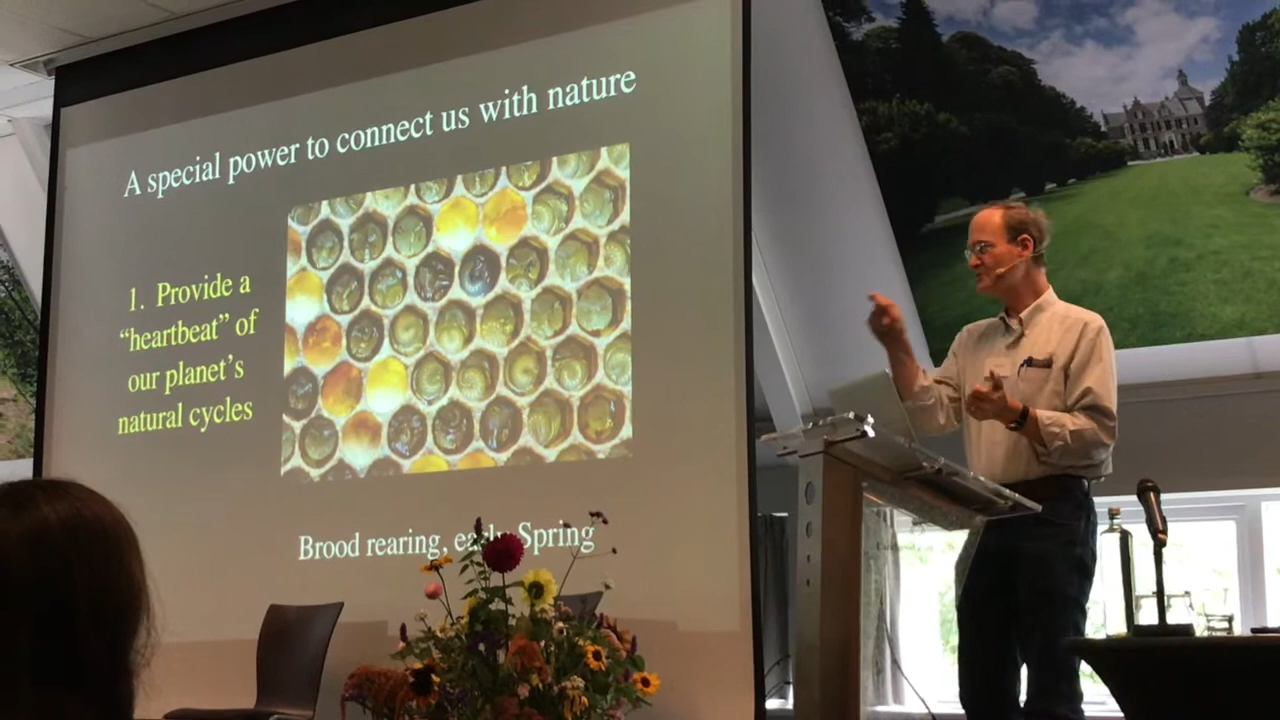 A special power to connect us with nature
1. Provide a
“heartbeat” of
our planet’s
natural cycles
Brood rearing, early Spring